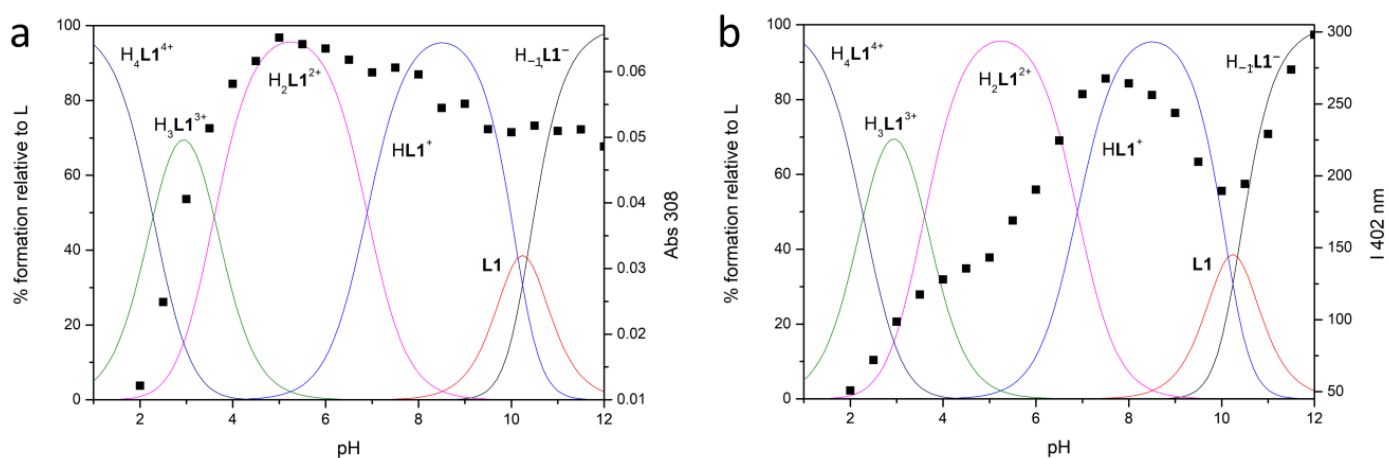 a
% formation relative to L
100
80
60
40
20
0
H₄L1⁴⁺
H₃L1³⁺
H₂L1²⁺
HL1⁺
L1
H₋₁L1⁻
0.06
0.05
0.04
0.03
0.02
0.01
Abs 308
2 4 6 8 10 12
pH
b
% formation relative to L
100
80
60
40
20
0
H₄L1⁴⁺
H₃L1³⁺
H₂L1²⁺
HL1⁺
L1
H₋₁L1⁻
300
250
200
150
100
50
I 402 nm
2 4 6 8 10 12
pH